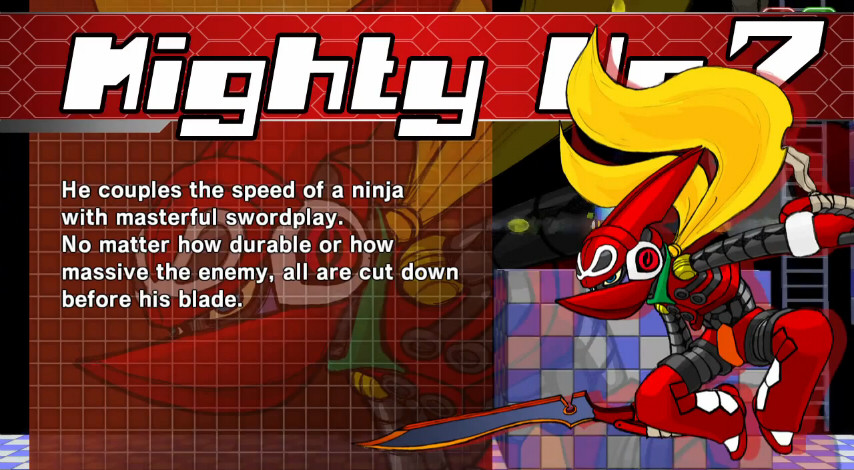 Mighty No. 7
He couples the speed of a ninja
with masterful swordplay.
No matter how durable or how
massive the enemy, all are cut down
before his blade.